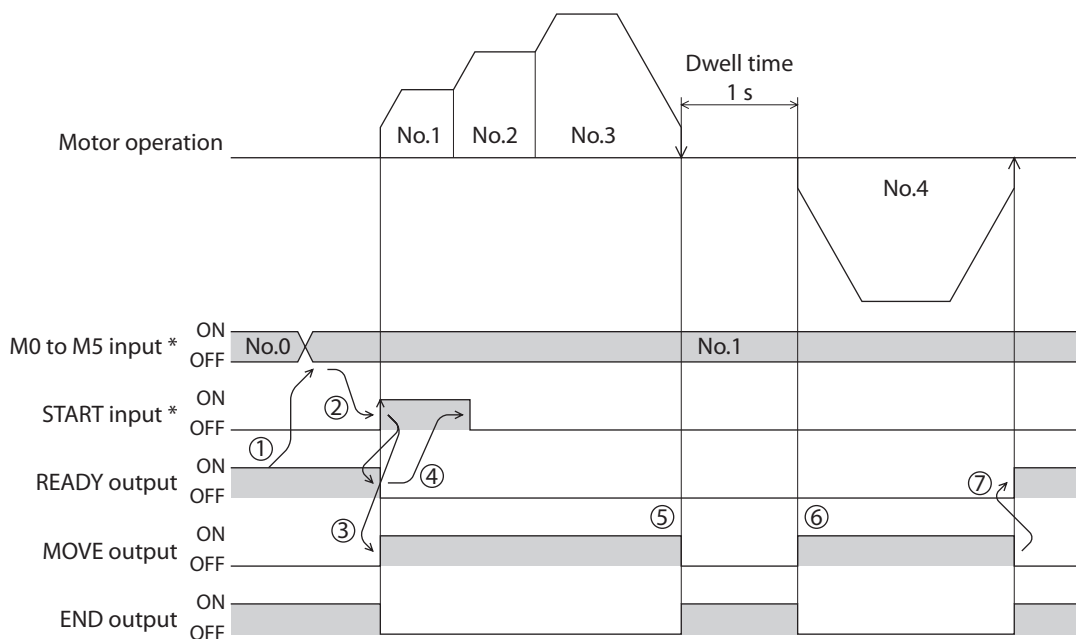 Dwell time
1 s
Motor operation
No.1
No.2
No.3
No.4
M0 to M5 input *
ON
OFF
No.0
No.1
START input *
ON
OFF
②
①
READY output
ON
OFF
④
⑦
③
⑤
⑥
MOVE output
ON
OFF
END output
ON
OFF